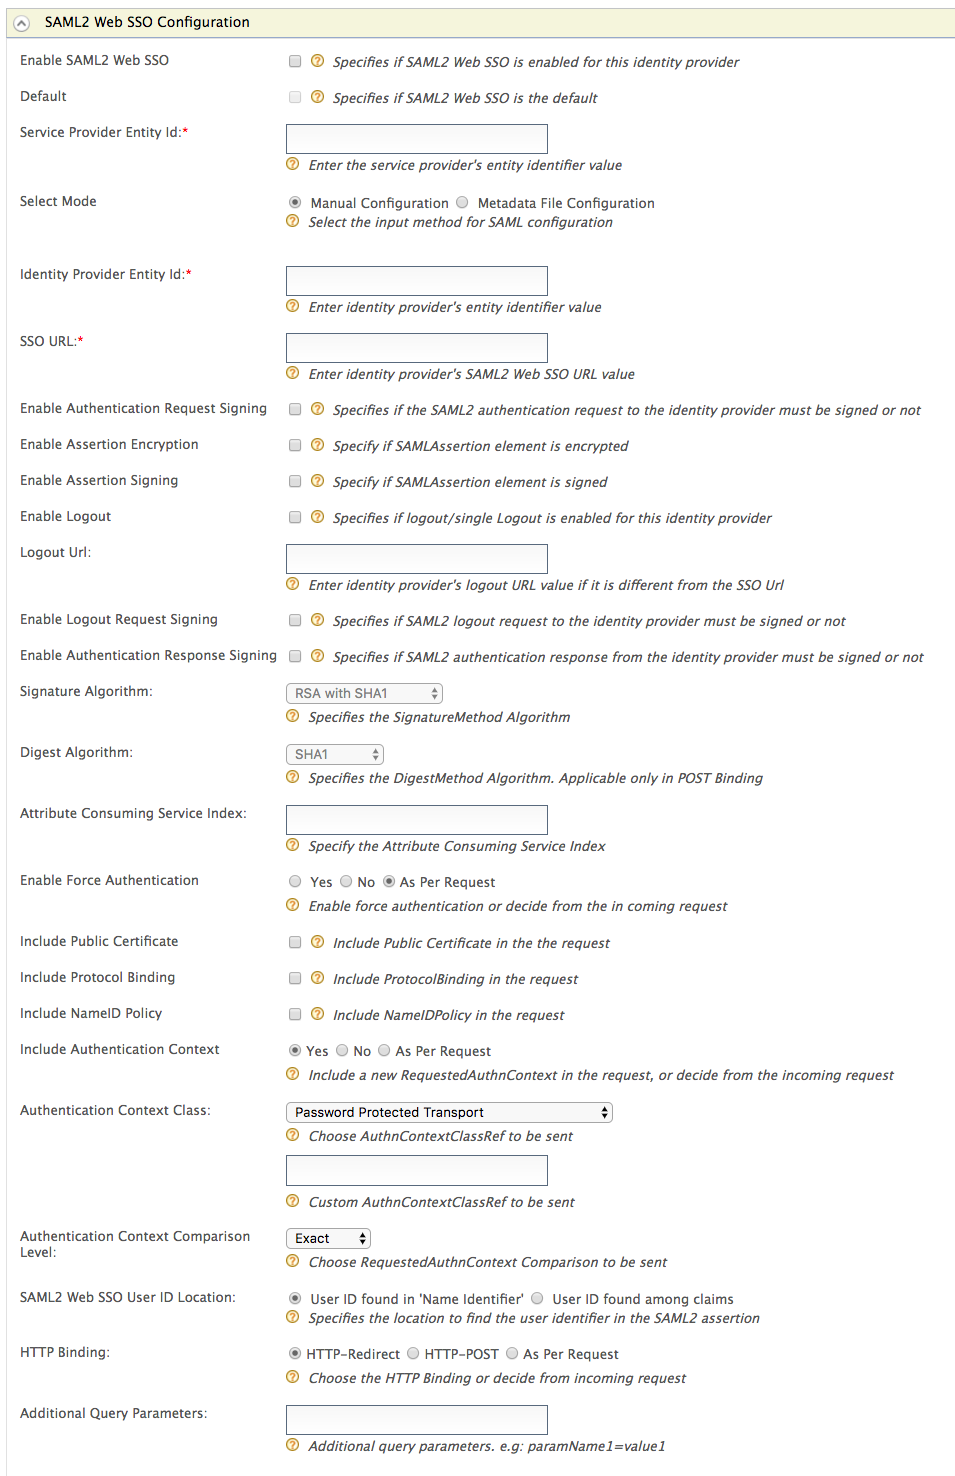 SAML2 Web SSO Configuration
Enable SAML2 Web SSO
? Specifies if SAML2 Web SSO is enabled for this identity provider
Default
? Specifies if SAML2 Web SSO is the default
Service Provider Entity Id:*
? Enter the service provider's entity identifier value
Select Mode
Manual Configuration Metadata File Configuration
? Select the input method for SAML configuration
Identity Provider Entity Id:*
? Enter identity provider's entity identifier value
SSO URL:*
? Enter identity provider's SAML2 Web SSO URL value
Enable Authentication Request Signing
? Specifies if the SAML2 authentication request to the identity provider must be signed or not
Enable Assertion Encryption
? Specify if SAMLAssertion element is encrypted
Enable Assertion Signing
? Specify if SAMLAssertion element is signed
Enable Logout
? Specifies if logout/single Logout is enabled for this identity provider
Logout Url:
? Enter identity provider's logout URL value if it is different from the SSO Url
Enable Logout Request Signing
? Specifies if SAML2 logout request to the identity provider must be signed or not
Enable Authentication Response Signing
? Specifies if SAML2 authentication response from the identity provider must be signed or not
Signature Algorithm:
RSA with SHA1
? Specifies the SignatureMethod Algorithm
Digest Algorithm:
SHA1
? Specifies the DigestMethod Algorithm. Applicable only in POST Binding
Attribute Consuming Service Index:
? Specify the Attribute Consuming Service Index
Enable Force Authentication
Yes No As Per Request
? Enable force authentication or decide from the in coming request
Include Public Certificate
? Include Public Certificate in the the request
Include Protocol Binding
? Include ProtocolBinding in the request
Include NameID Policy
? Include NameIDPolicy in the request
Include Authentication Context
Yes No As Per Request
? Include a new RequestedAuthnContext in the request, or decide from the incoming request
Authentication Context Class:
Password Protected Transport
? Choose AuthnContextClassRef to be sent
? Custom AuthnContextClassRef to be sent
Authentication Context Comparison
Level:
Exact
? Choose RequestedAuthnContext Comparison to be sent
SAML2 Web SSO User ID Location:
User ID found in 'Name Identifier' User ID found among claims
? Specifies the location to find the user identifier in the SAML2 assertion
HTTP Binding:
HTTP-Redirect HTTP-POST As Per Request
? Choose the HTTP Binding or decide from incoming request
Additional Query Parameters:
? Additional query parameters. e.g: paramName1=value1